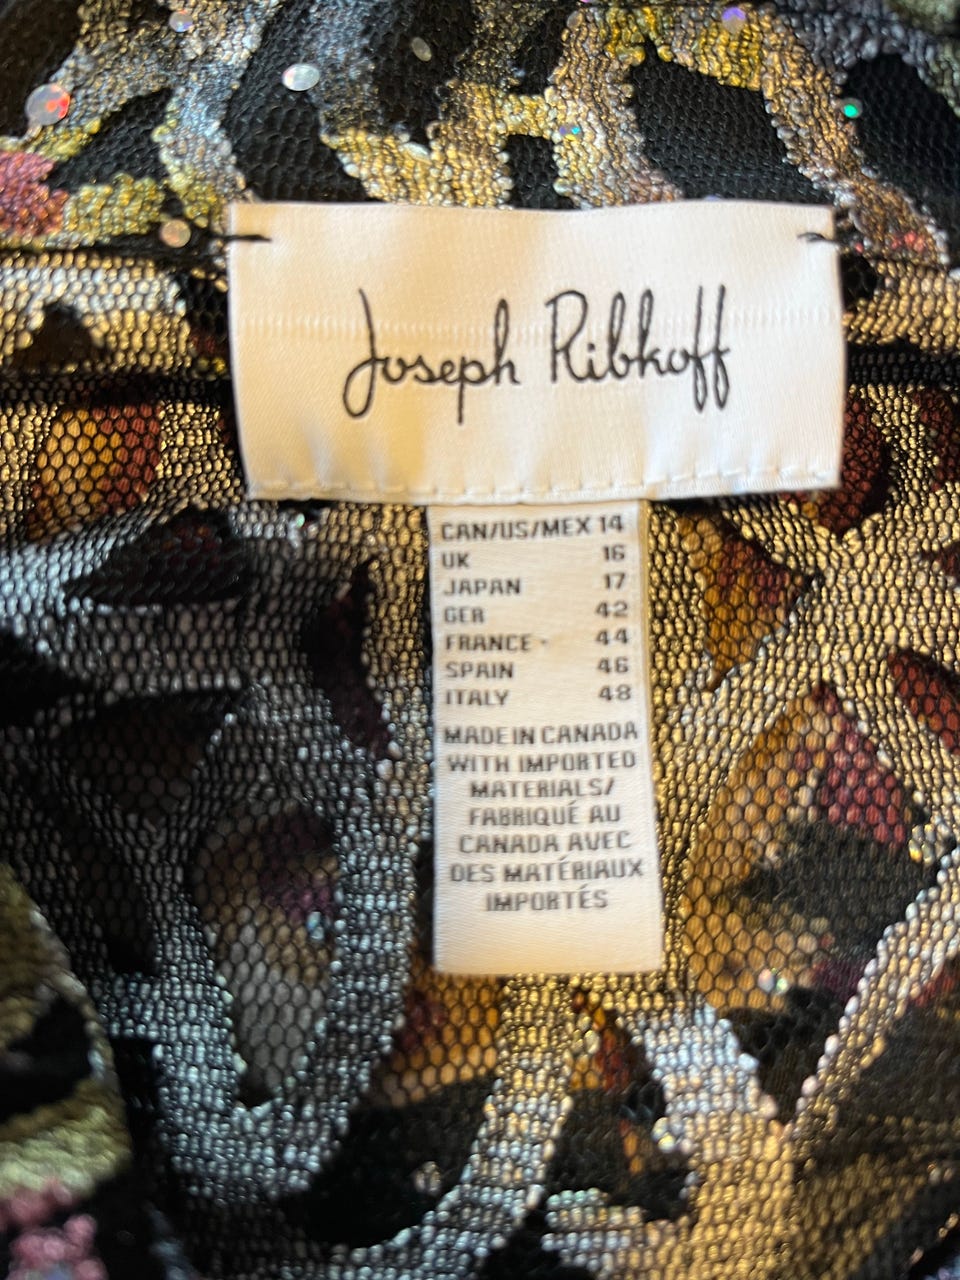 Joseph Ribkoff
CAN/US/MEX 14
UK 16
JAPAN 17
GER 42
FRANCE - 44
SPAIN 46
ITALY 48
MADE IN CANADA
WITH IMPORTED
MATERIALS/
FABRIQUÉ AU
CANADA AVEC
DES MATÉRIAUX
IMPORTÉS